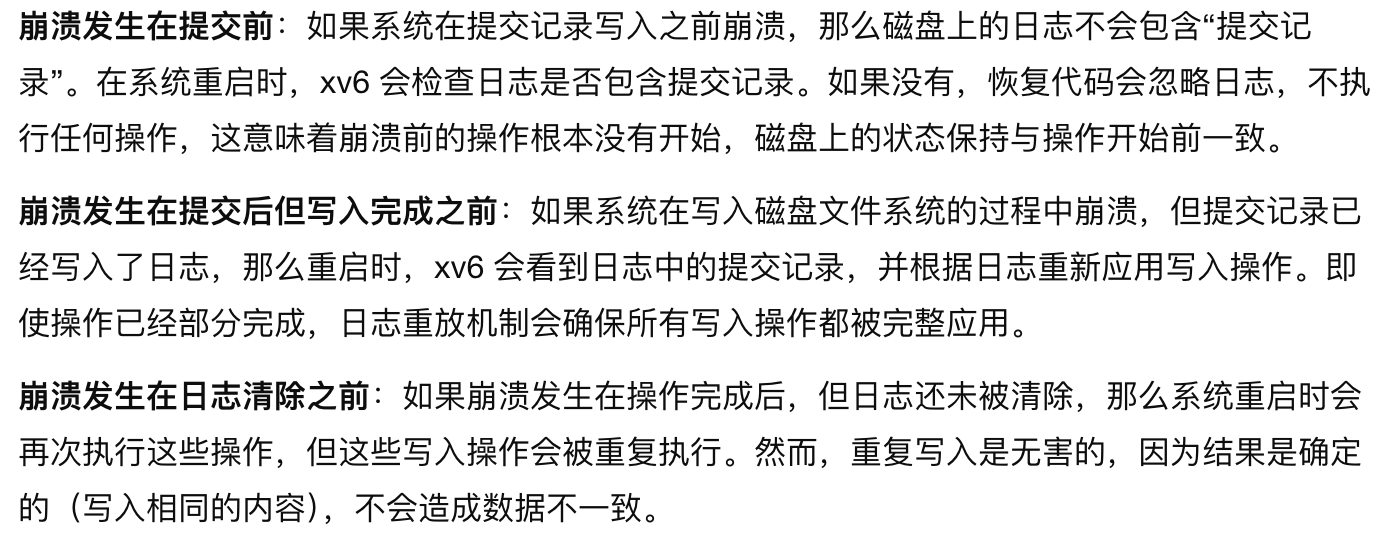 崩溃发生在提交前：如果系统在提交记录写入之前崩溃，那么磁盘上的日志不会包含“提交记
录”。在系统重启时，xv6 会检查日志是否包含提交记录。如果没有，恢复代码会忽略日志，不执
行任何操作，这意味着崩溃前的操作根本没有开始，磁盘上的状态保持与操作开始前一致。
崩溃发生在提交后但写入完成之前：如果系统在写入磁盘文件系统的过程中崩溃，但提交记录已
经写入了日志，那么重启时，xv6 会看到日志中的提交记录，并根据日志重新应用写入操作。即
使操作已经部分完成，日志重放机制会确保所有写入操作都被完整应用。
崩溃发生在日志清除之前：如果崩溃发生在操作完成后，但日志还未被清除，那么系统重启时会
再次执行这些操作，但这些写入操作会被重复执行。然而，重复写入是无害的，因为结果是确定
的（写入相同的内容），不会造成数据不一致。